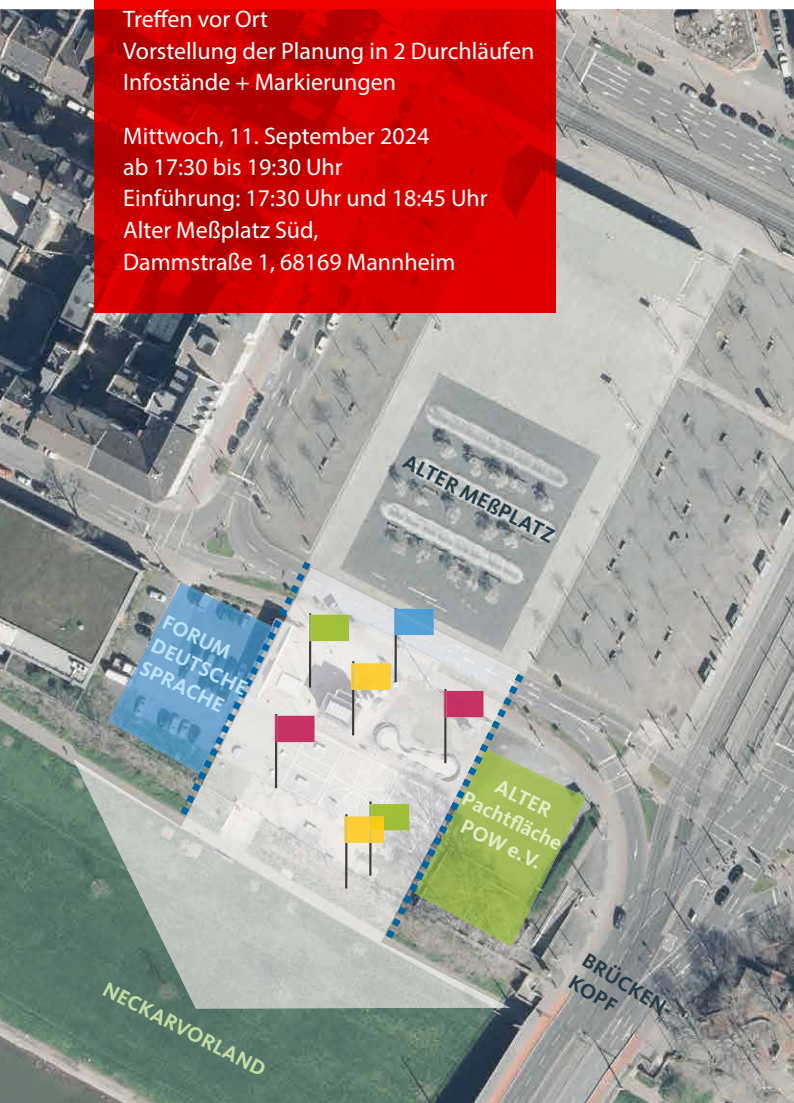 Treffen vor Ort
Vorstellung der Planung in 2 Durchläufen
Infostände + Markierungen
Mittwoch, 11. September 2024
ab 17:30 bis 19:30 Uhr
Einführung: 17:30 Uhr und 18:45 Uhr
Alter Meßplatz Süd,
Dammstraße 1, 68169 Mannheim
ALTER MEßPLATZ
FORUM
DEUTSCHE
SPRACHE
ALTER
Pachtfläche
POW e. V.
BRÜCKEN-
KOPF
NECKARVORLAND